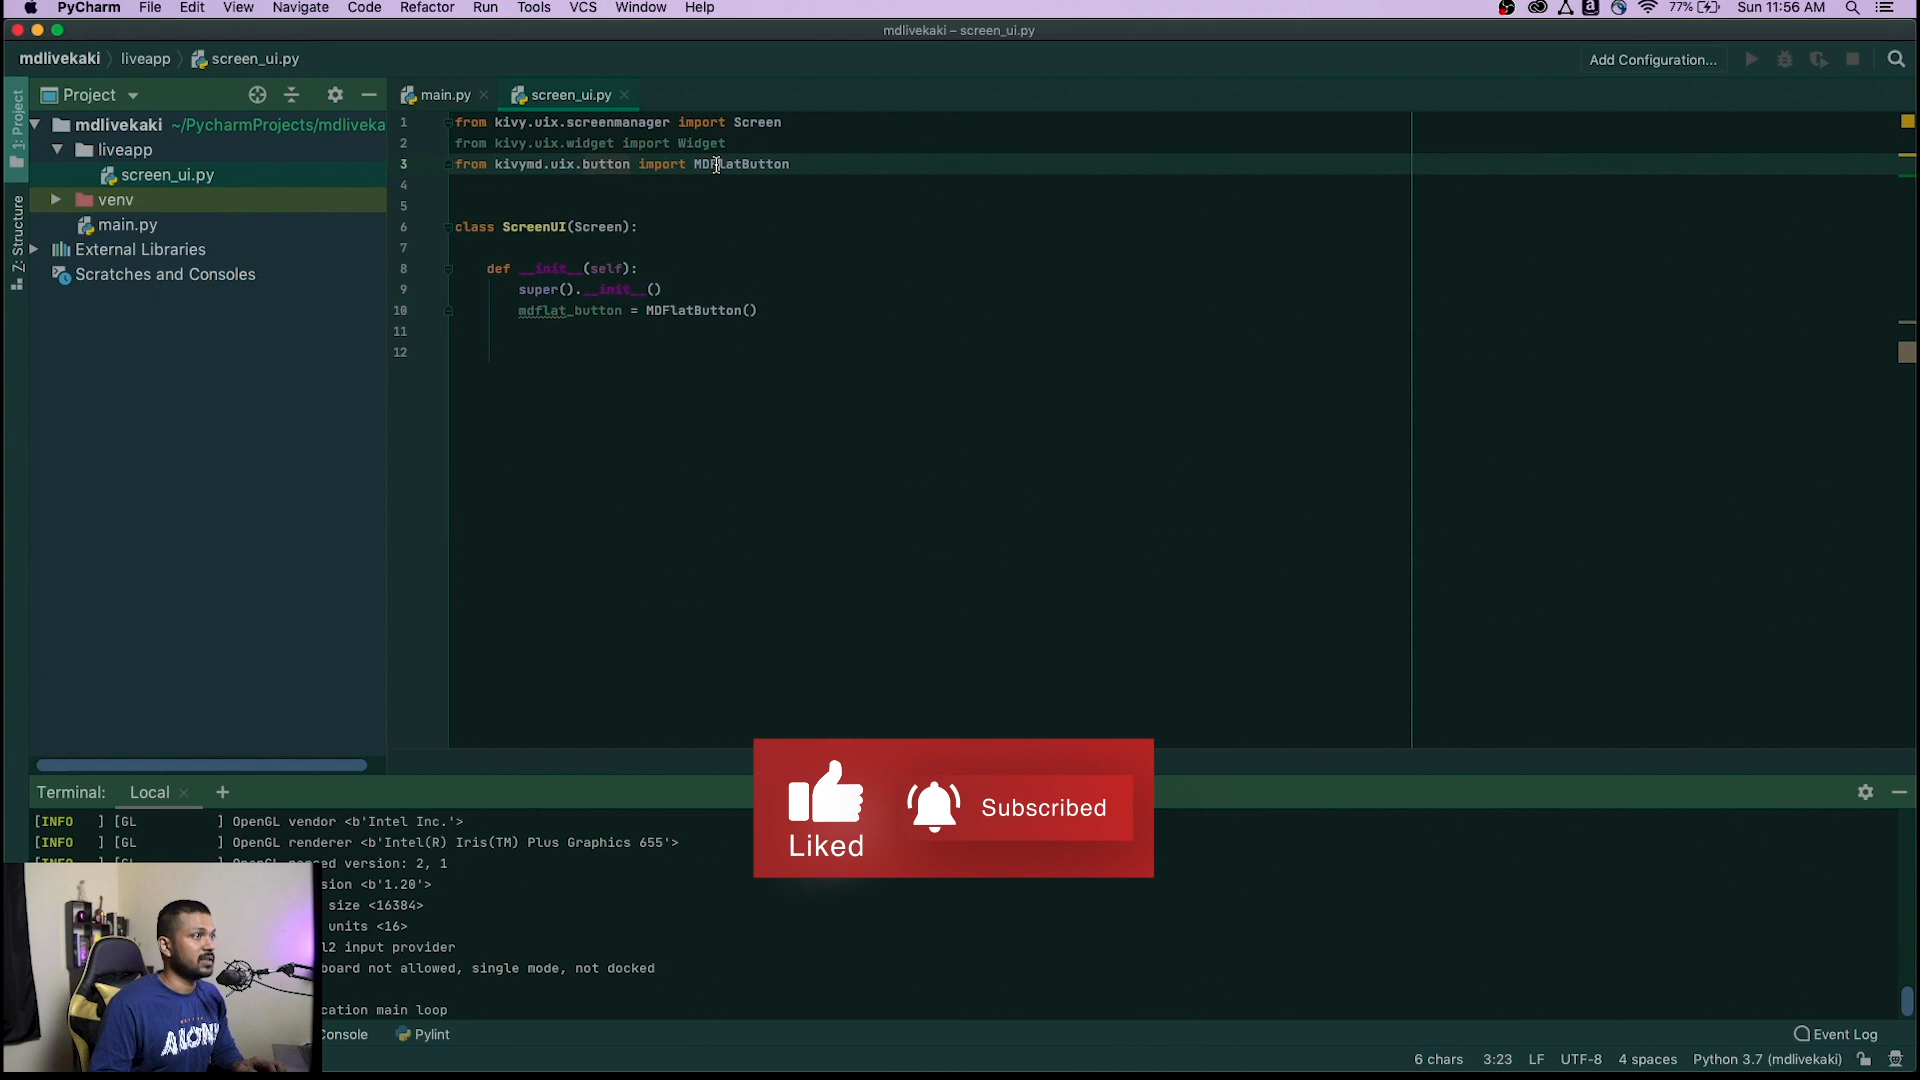 PyCharm File Edit View Navigate Code Refactor Run Tools VCS Window Help
77% Sun 11:56 AM
mdlivekaki – screen_ui.py
mdlivekaki liveapp screen_ui.py
Add Configuration...
1: Project
Z: Structure
Project
mdlivekaki ~/PycharmProjects/mdliveka
liveapp
screen_ui.py
venv
main.py
External Libraries
Scratches and Consoles
main.py screen_ui.py
1 from kivy.uix.screenmanager import Screen
2 from kivy.uix.widget import Widget
3 from kivymd.uix.button import MDFlatButton
4
5
6 class ScreenUI(Screen):
7
8 def __init__(self):
9 super().__init__()
10 mdflat_button = MDFlatButton()
11
12
Liked
Subscribed
Terminal: Local
[INFO ] [GL ] OpenGL vendor <b'Intel Inc.'>
[INFO ] [GL ] OpenGL renderer <b'Intel(R) Iris(TM) Plus Graphics 655'>
[INFO ] [GL ] OpenGL parsed version: 2, 1
sion <b'1.20'>
size <16384>
units <16>
l2 input provider
board not allowed, single mode, not docked
cation main loop
Console Pylint
Event Log
6 chars 3:23 LF UTF-8 4 spaces Python 3.7 (mdlivekaki)